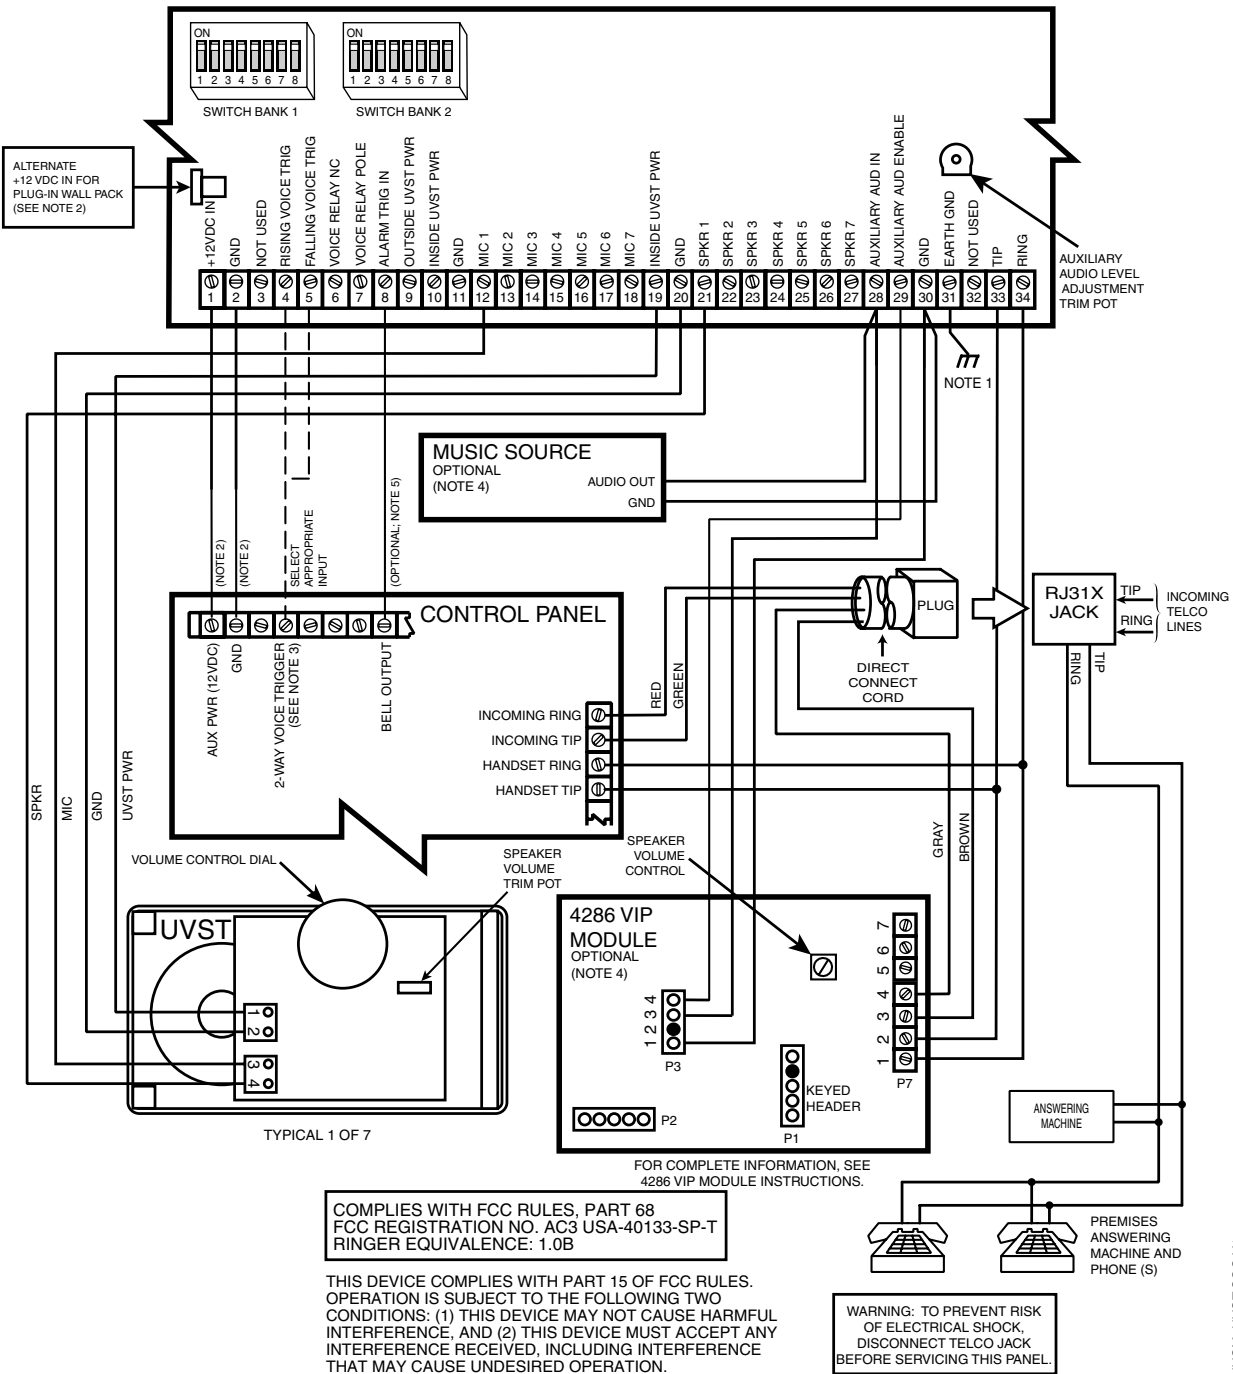 ON
1 2 3 4 5 6 7 8
SWITCH BANK 1
ON
1 2 3 4 5 6 7 8
SWITCH BANK 2
ALTERNATE
+12 VDC IN FOR
PLUG-IN WALL PACK
(SEE NOTE 2)
+12VDC IN
GND
NOT USED
RISING VOICE TRIG
FALLING VOICE TRIG
VOICE RELAY NC
VOICE RELAY POLE
ALARM TRIG IN
OUTSIDE UVST PWR
INSIDE UVST PWR
GND
MIC 1
MIC 2
MIC 3
MIC 4
MIC 5
MIC 6
MIC 7
INSIDE UVST PWR
GND
SPKR 1
SPKR 2
SPKR 3
SPKR 4
SPKR 5
SPKR 6
SPKR 7
AUXILIARY AUD IN
AUXILIARY AUD ENABLE
GND
EARTH GND
NOT USED
TIP
RING
1 2 3 4 5 6 7 8 9 10 11 12 13 14 15 16 17 18 19 20 21 22 23 24 25 26 27 28 29 30 31 32 33 34
AUXILIARY
AUDIO LEVEL
ADJUSTMENT
TRIM POT
NOTE 1
MUSIC SOURCE
OPTIONAL
(NOTE 4)
AUDIO OUT
GND
(NOTE 2)
(NOTE 2)
SELECT
APPROPRIATE
INPUT
(OPTIONAL; NOTE 5)
CONTROL PANEL
AUX PWR (12VDC)
GND
2-WAY VOICE TRIGGER
(SEE NOTE 3)
BELL OUTPUT
INCOMING RING
INCOMING TIP
HANDSET RING
HANDSET TIP
RED
GREEN
PLUG
DIRECT
CONNECT
CORD
RJ31X
JACK
TIP
RING
INCOMING
TELCO
LINES
RING
TIP
SPKR
MIC
GND
UVST PWR
GRAY
BROWN
VOLUME CONTROL DIAL
SPEAKER
VOLUME
TRIM POT
SPEAKER
VOLUME
CONTROL
UVST
1
2
3
4
TYPICAL 1 OF 7
4286 VIP
MODULE
OPTIONAL
(NOTE 4)
1 2 3 4
P3
7
6
5
4
3
2
1
P7
KEYED
HEADER
P2
P1
FOR COMPLETE INFORMATION, SEE
4286 VIP MODULE INSTRUCTIONS.
ANSWERING
MACHINE
PREMISES
ANSWERING
MACHINE AND
PHONE (S)
COMPLIES WITH FCC RULES, PART 68
FCC REGISTRATION NO. AC3 USA-40133-SP-T
RINGER EQUIVALENCE: 1.0B
THIS DEVICE COMPLIES WITH PART 15 OF FCC RULES.
OPERATION IS SUBJECT TO THE FOLLOWING TWO
CONDITIONS: (1) THIS DEVICE MAY NOT CAUSE HARMFUL
INTERFERENCE, AND (2) THIS DEVICE MUST ACCEPT ANY
INTERFERENCE RECEIVED, INCLUDING INTERFERENCE
THAT MAY CAUSE UNDESIRED OPERATION.
WARNING: TO PREVENT RISK
OF ELECTRICAL SHOCK,
DISCONNECT TELCO JACK
BEFORE SERVICING THIS PANEL.